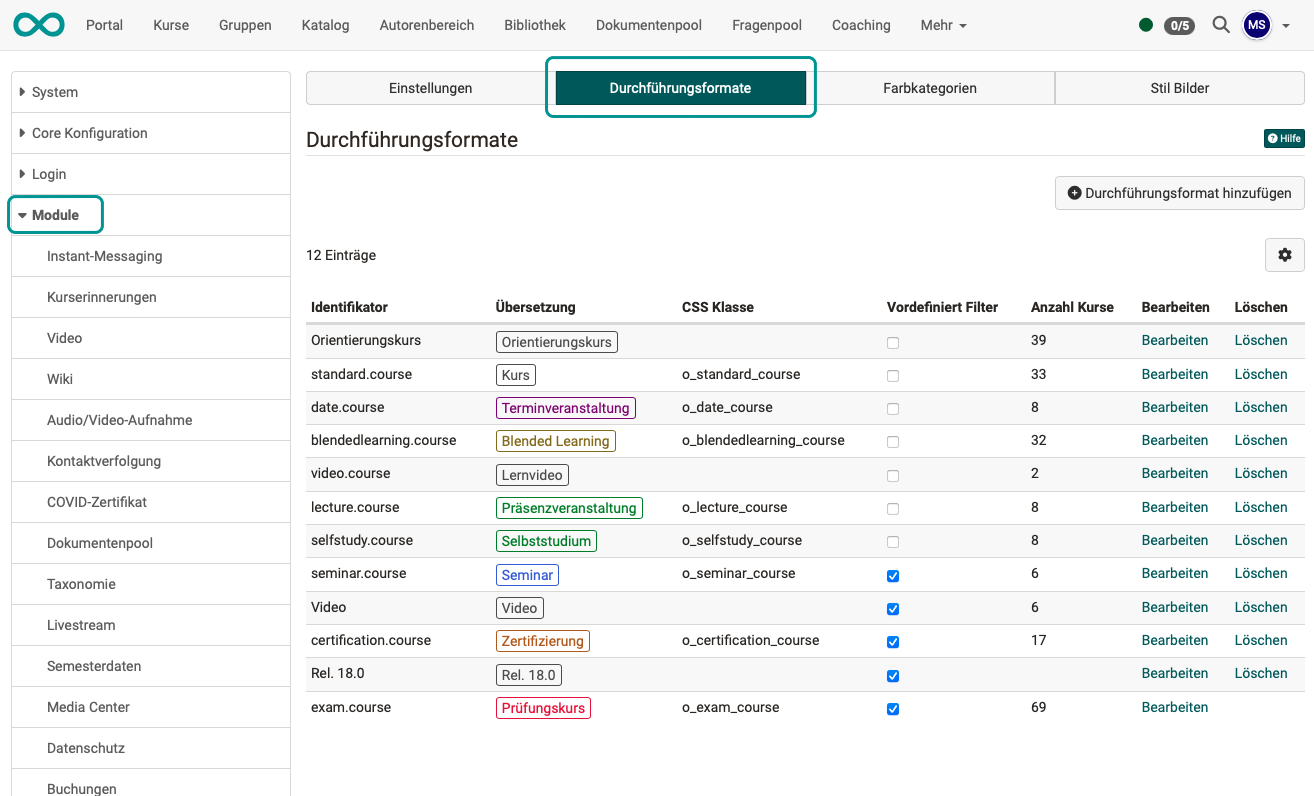 Portal Kurse Gruppen Katalog Autorenbereich Bibliothek Dokumentenpool Fragenpool Coaching Mehr 0/5 MS
System
Core Konfiguration
Login
Module
Instant-Messaging
Kurserinnerungen
Video
Wiki
Audio/Video-Aufnahme
Kontaktverfolgung
COVID-Zertifikat
Dokumentenpool
Taxonomie
Livestream
Semesterdaten
Media Center
Datenschutz
Buchungen
Einstellungen Durchführungsformate Farbkategorien Stil Bilder
Durchführungsformate Hilfe
Durchführungsformat hinzufügen
12 Einträge
Identifikator Übersetzung CSS Klasse Vordefiniert Filter Anzahl Kurse Bearbeiten Löschen
Orientierungskurs Orientierungskurs 39 Bearbeiten Löschen
standard.course Kurs o_standard_course 33 Bearbeiten Löschen
date.course Terminveranstaltung o_date_course 8 Bearbeiten Löschen
blendedlearning.course Blended Learning o_blendedlearning_course 32 Bearbeiten Löschen
video.course Lernvideo 2 Bearbeiten Löschen
lecture.course Präsenzveranstaltung o_lecture_course 8 Bearbeiten Löschen
selfstudy.course Selbststudium o_selfstudy_course 8 Bearbeiten Löschen
seminar.course Seminar o_seminar_course 6 Bearbeiten Löschen
Video Video 6 Bearbeiten Löschen
certification.course Zertifizierung o_certification_course 17 Bearbeiten Löschen
Rel. 18.0 Rel. 18.0 Bearbeiten Löschen
exam.course Prüfungskurs o_exam_course 69 Bearbeiten